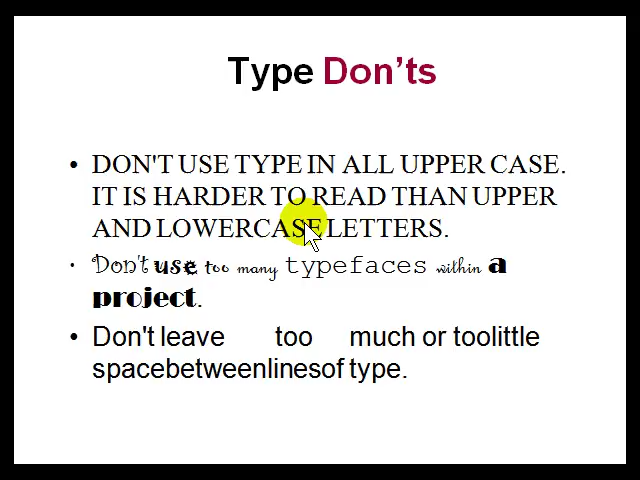 Type Don'ts
• DON'T USE TYPE IN ALL UPPER CASE.
IT IS HARDER TO READ THAN UPPER
AND LOWERCASE LETTERS.
• Don't use too many typefaces within a
project.
• Don't leave too much or toolittle
spacebetweenlinesof type.